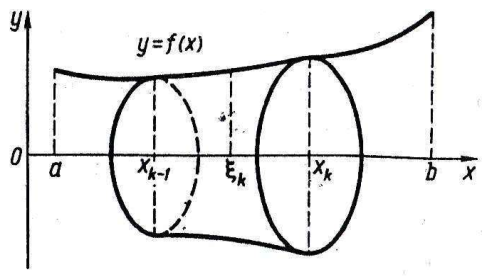 y
y=f(x)
0 a x_{k-1} ξ_k x_k b x